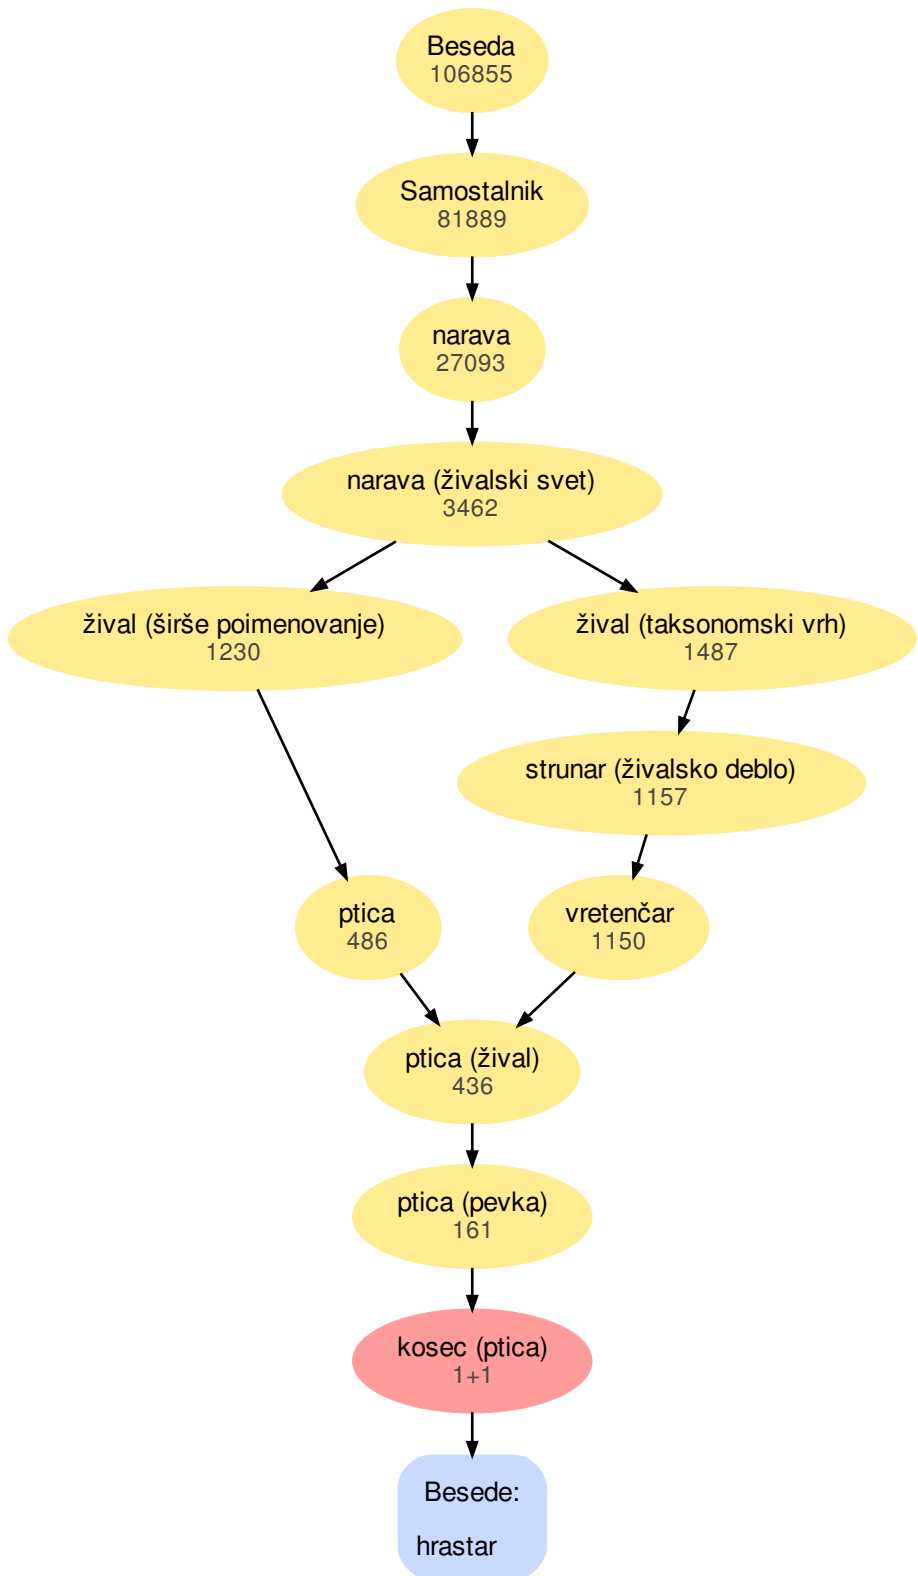 Beseda
106855
Samostalnik
81889
narava
27093
narava (živalski svet)
3462
žival (širše poimenovanje)
1230
žival (taksonomski vrh)
1487
strunar (živalsko deblo)
1157
ptica
486
vretenčar
1150
ptica (žival)
436
ptica (pevka)
161
kosec (ptica)
1+1
Besede:
hrastar